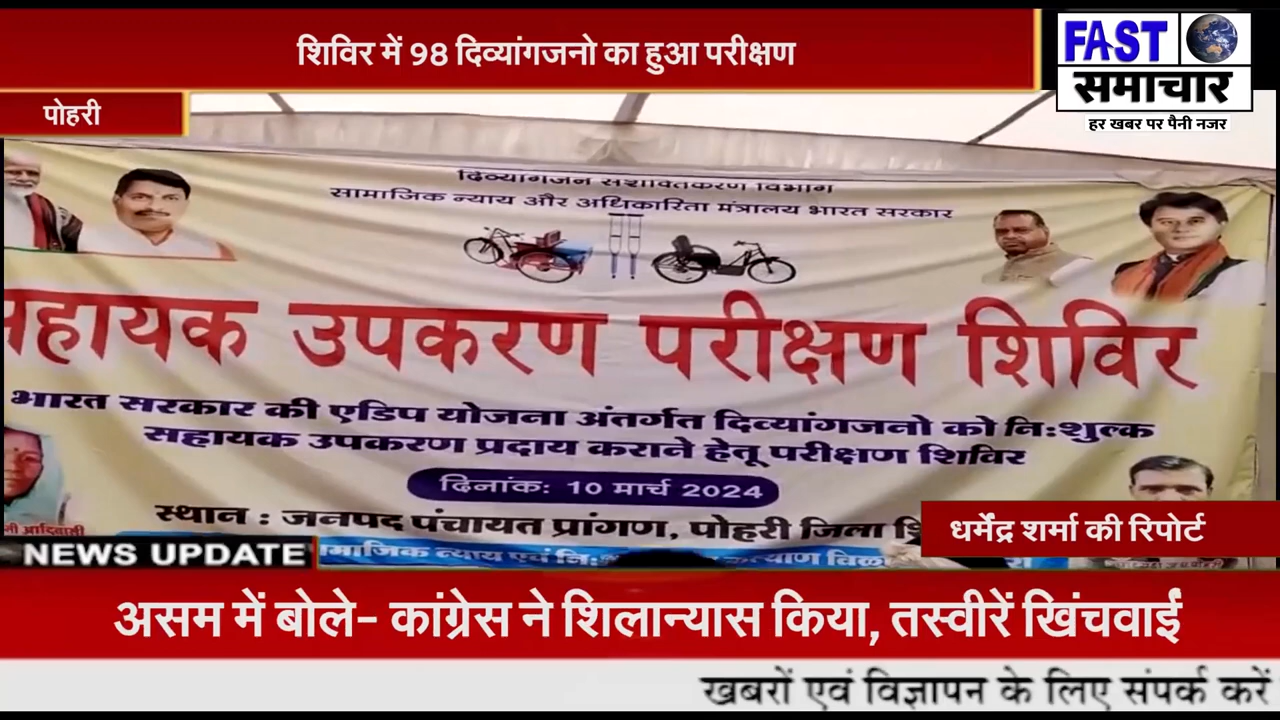 शिविर में 98 दिव्यांगजनो का हुआ परीक्षण
FAST
समाचार
हर खबर पर पैनी नजर
पोहरी
दिव्यांगजन सशक्तिकरण विभाग
सामाजिक न्याय और अधिकारिता मंत्रालय भारत सरकार
सहायक उपकरण परीक्षण शिविर
भारत सरकार की एडिप योजना अंतर्गत दिव्यांगजनो को नि:शुल्क
सहायक उपकरण प्रदाय कराने हेतू परीक्षण शिविर
दिनांक: 10 मार्च 2024
स्थान : जनपद पंचायत प्रांगण, पोहरी जिला
आदिवासी
धर्मेंद्र शर्मा की रिपोर्ट
NEWS UPDATE
न्याय एवं
असम में बोले- कांग्रेस ने शिलान्यास किया, तस्वीरें खिंचवाईं
खबरों एवं विज्ञापन के लिए संपर्क करें